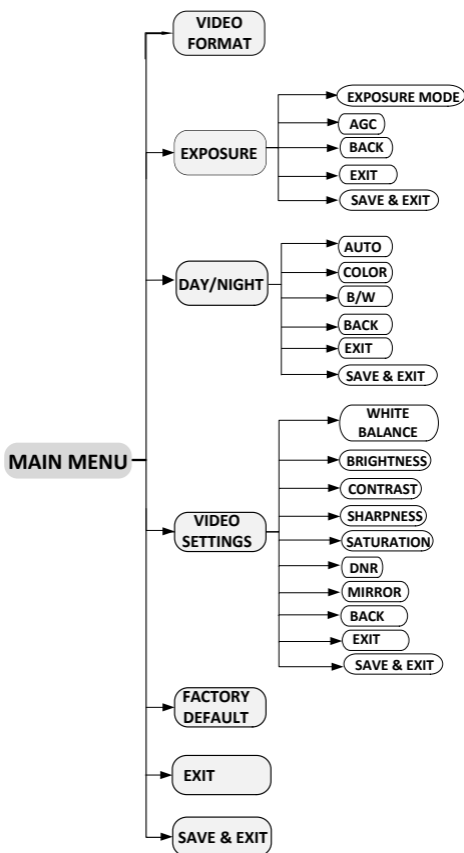 VIDEO
FORMAT
EXPOSURE MODE
AGC
EXPOSURE
BACK
EXIT
SAVE & EXIT
AUTO
COLOR
DAY/NIGHT
B/W
BACK
EXIT
SAVE & EXIT
WHITE
BALANCE
MAIN MENU
BRIGHTNESS
CONTRAST
SHARPNESS
VIDEO
SETTINGS
SATURATION
DNR
MIRROR
BACK
EXIT
SAVE & EXIT
FACTORY
DEFAULT
EXIT
SAVE & EXIT